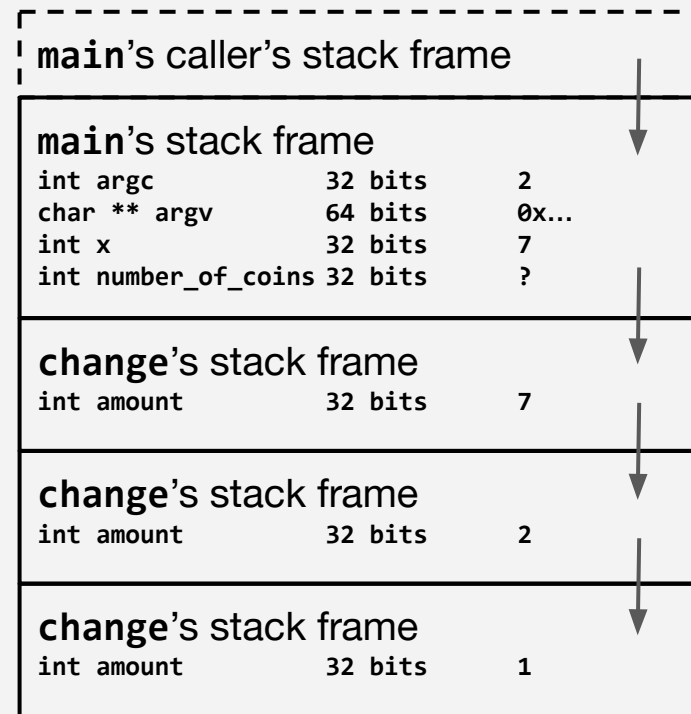 main's caller's stack frame
main's stack frame
int argc 32 bits 2
char ** argv 64 bits 0x…
int x 32 bits 7
int number_of_coins 32 bits ?
change's stack frame
int amount 32 bits 7
change's stack frame
int amount 32 bits 2
change's stack frame
int amount 32 bits 1